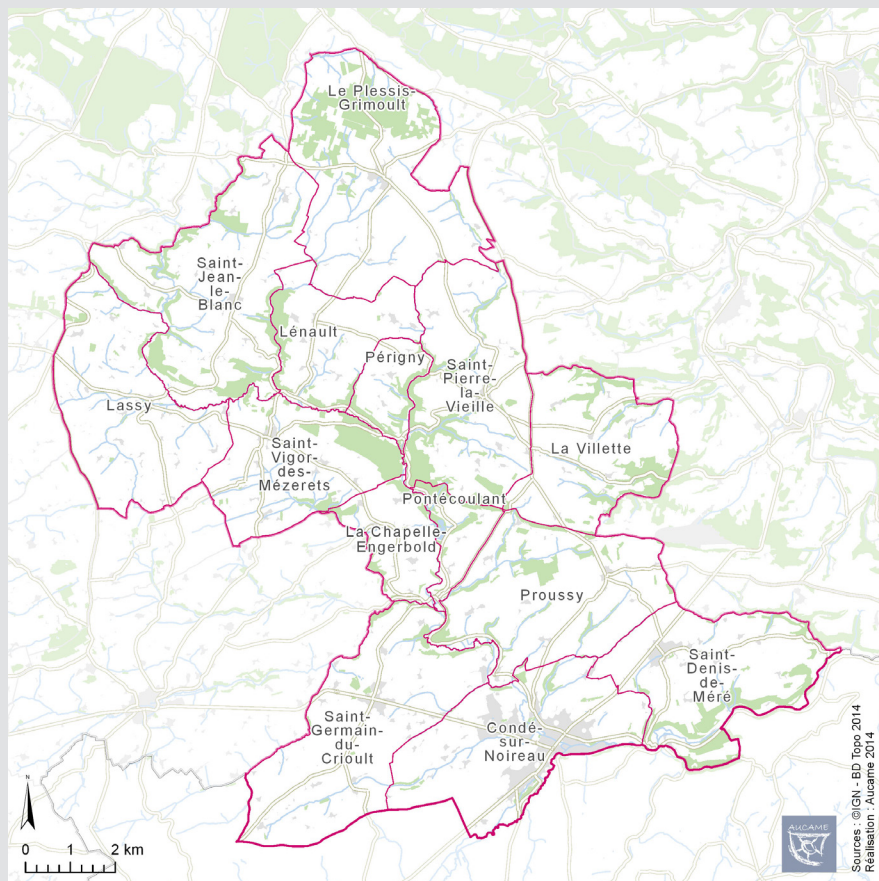 Le Plessis-
Grimoult
Saint-
Jean-
le-
Blanc
Lénault
Périgny
Saint-
Pierre-
la-
Vieille
Lassy
Saint-
Vigor-
des-
Mézerets
La Villette
Pontécoulant
La Chapelle-
Engerbold
Proussy
Saint-
Denis-
de-
Méré
Saint-
Germain-
du-
Crioult
Condé-
sur-
Noireau
N
0 1 2 km
AUCAME
Sources : ©IGN - BD Topo 2014
Réalisation : Aucame 2014